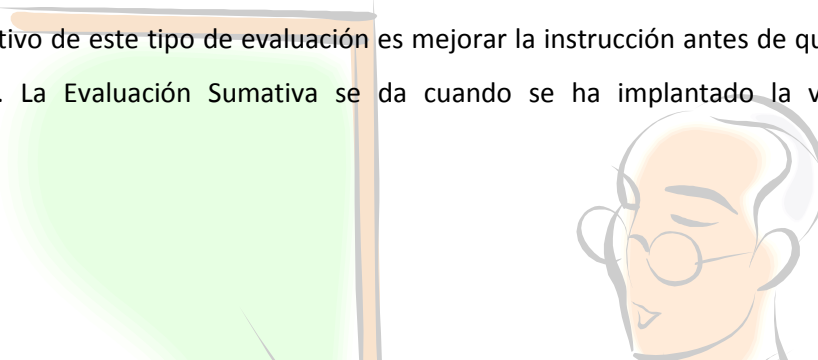 tivo de este tipo de evaluación es mejorar la instrucción antes de qu
. La Evaluación Sumativa se da cuando se ha implantado la v